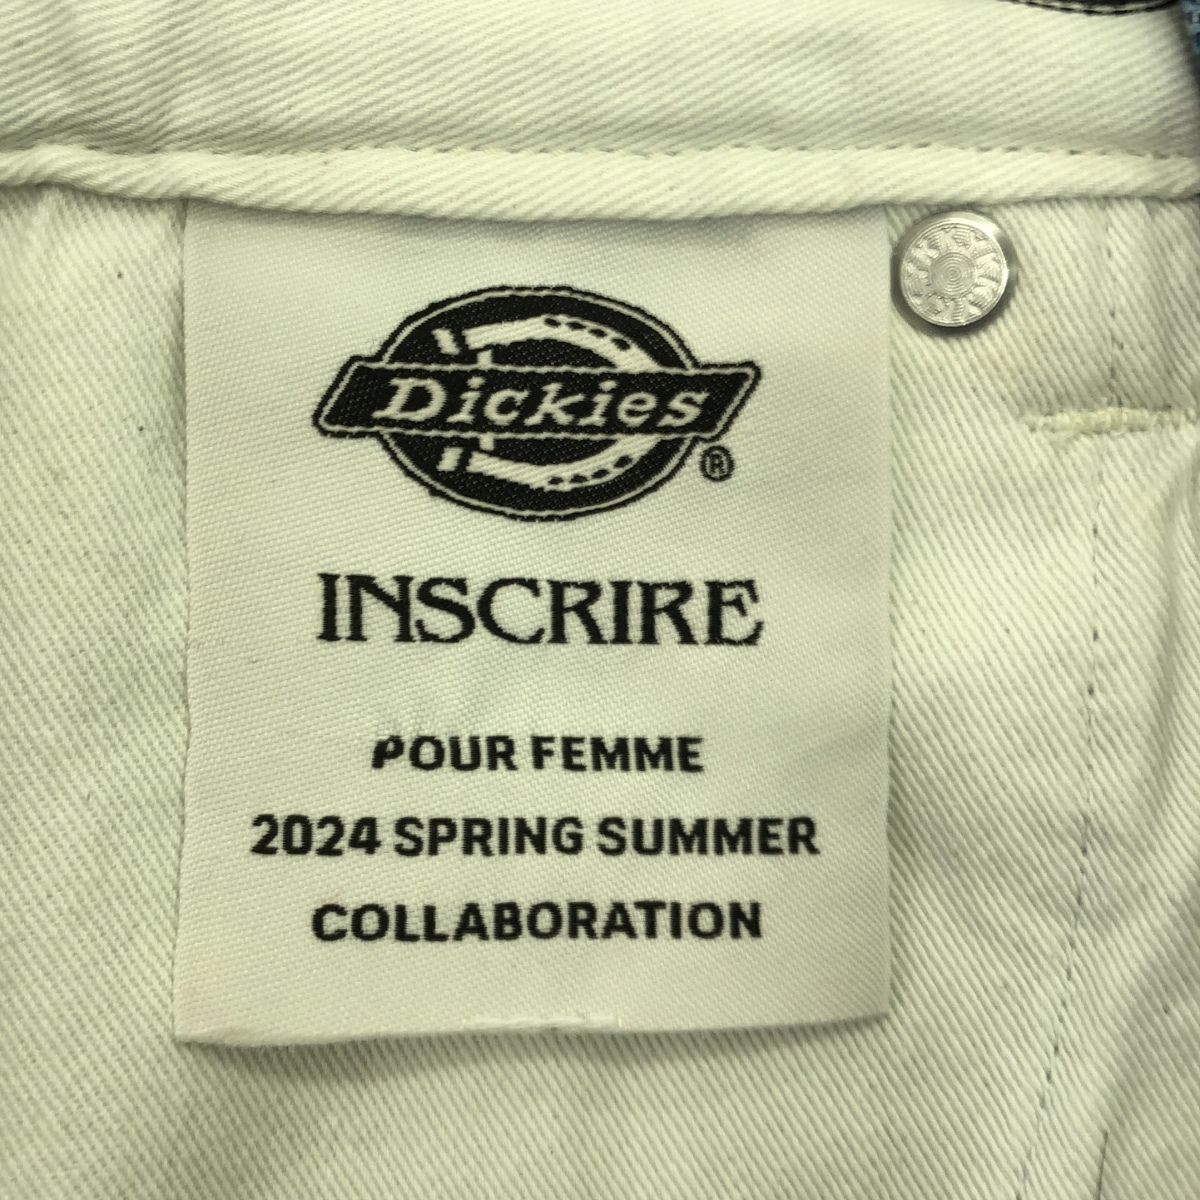 Dickies
®
INSCRIRE
POUR FEMME
2024 SPRING SUMMER
COLLABORATION